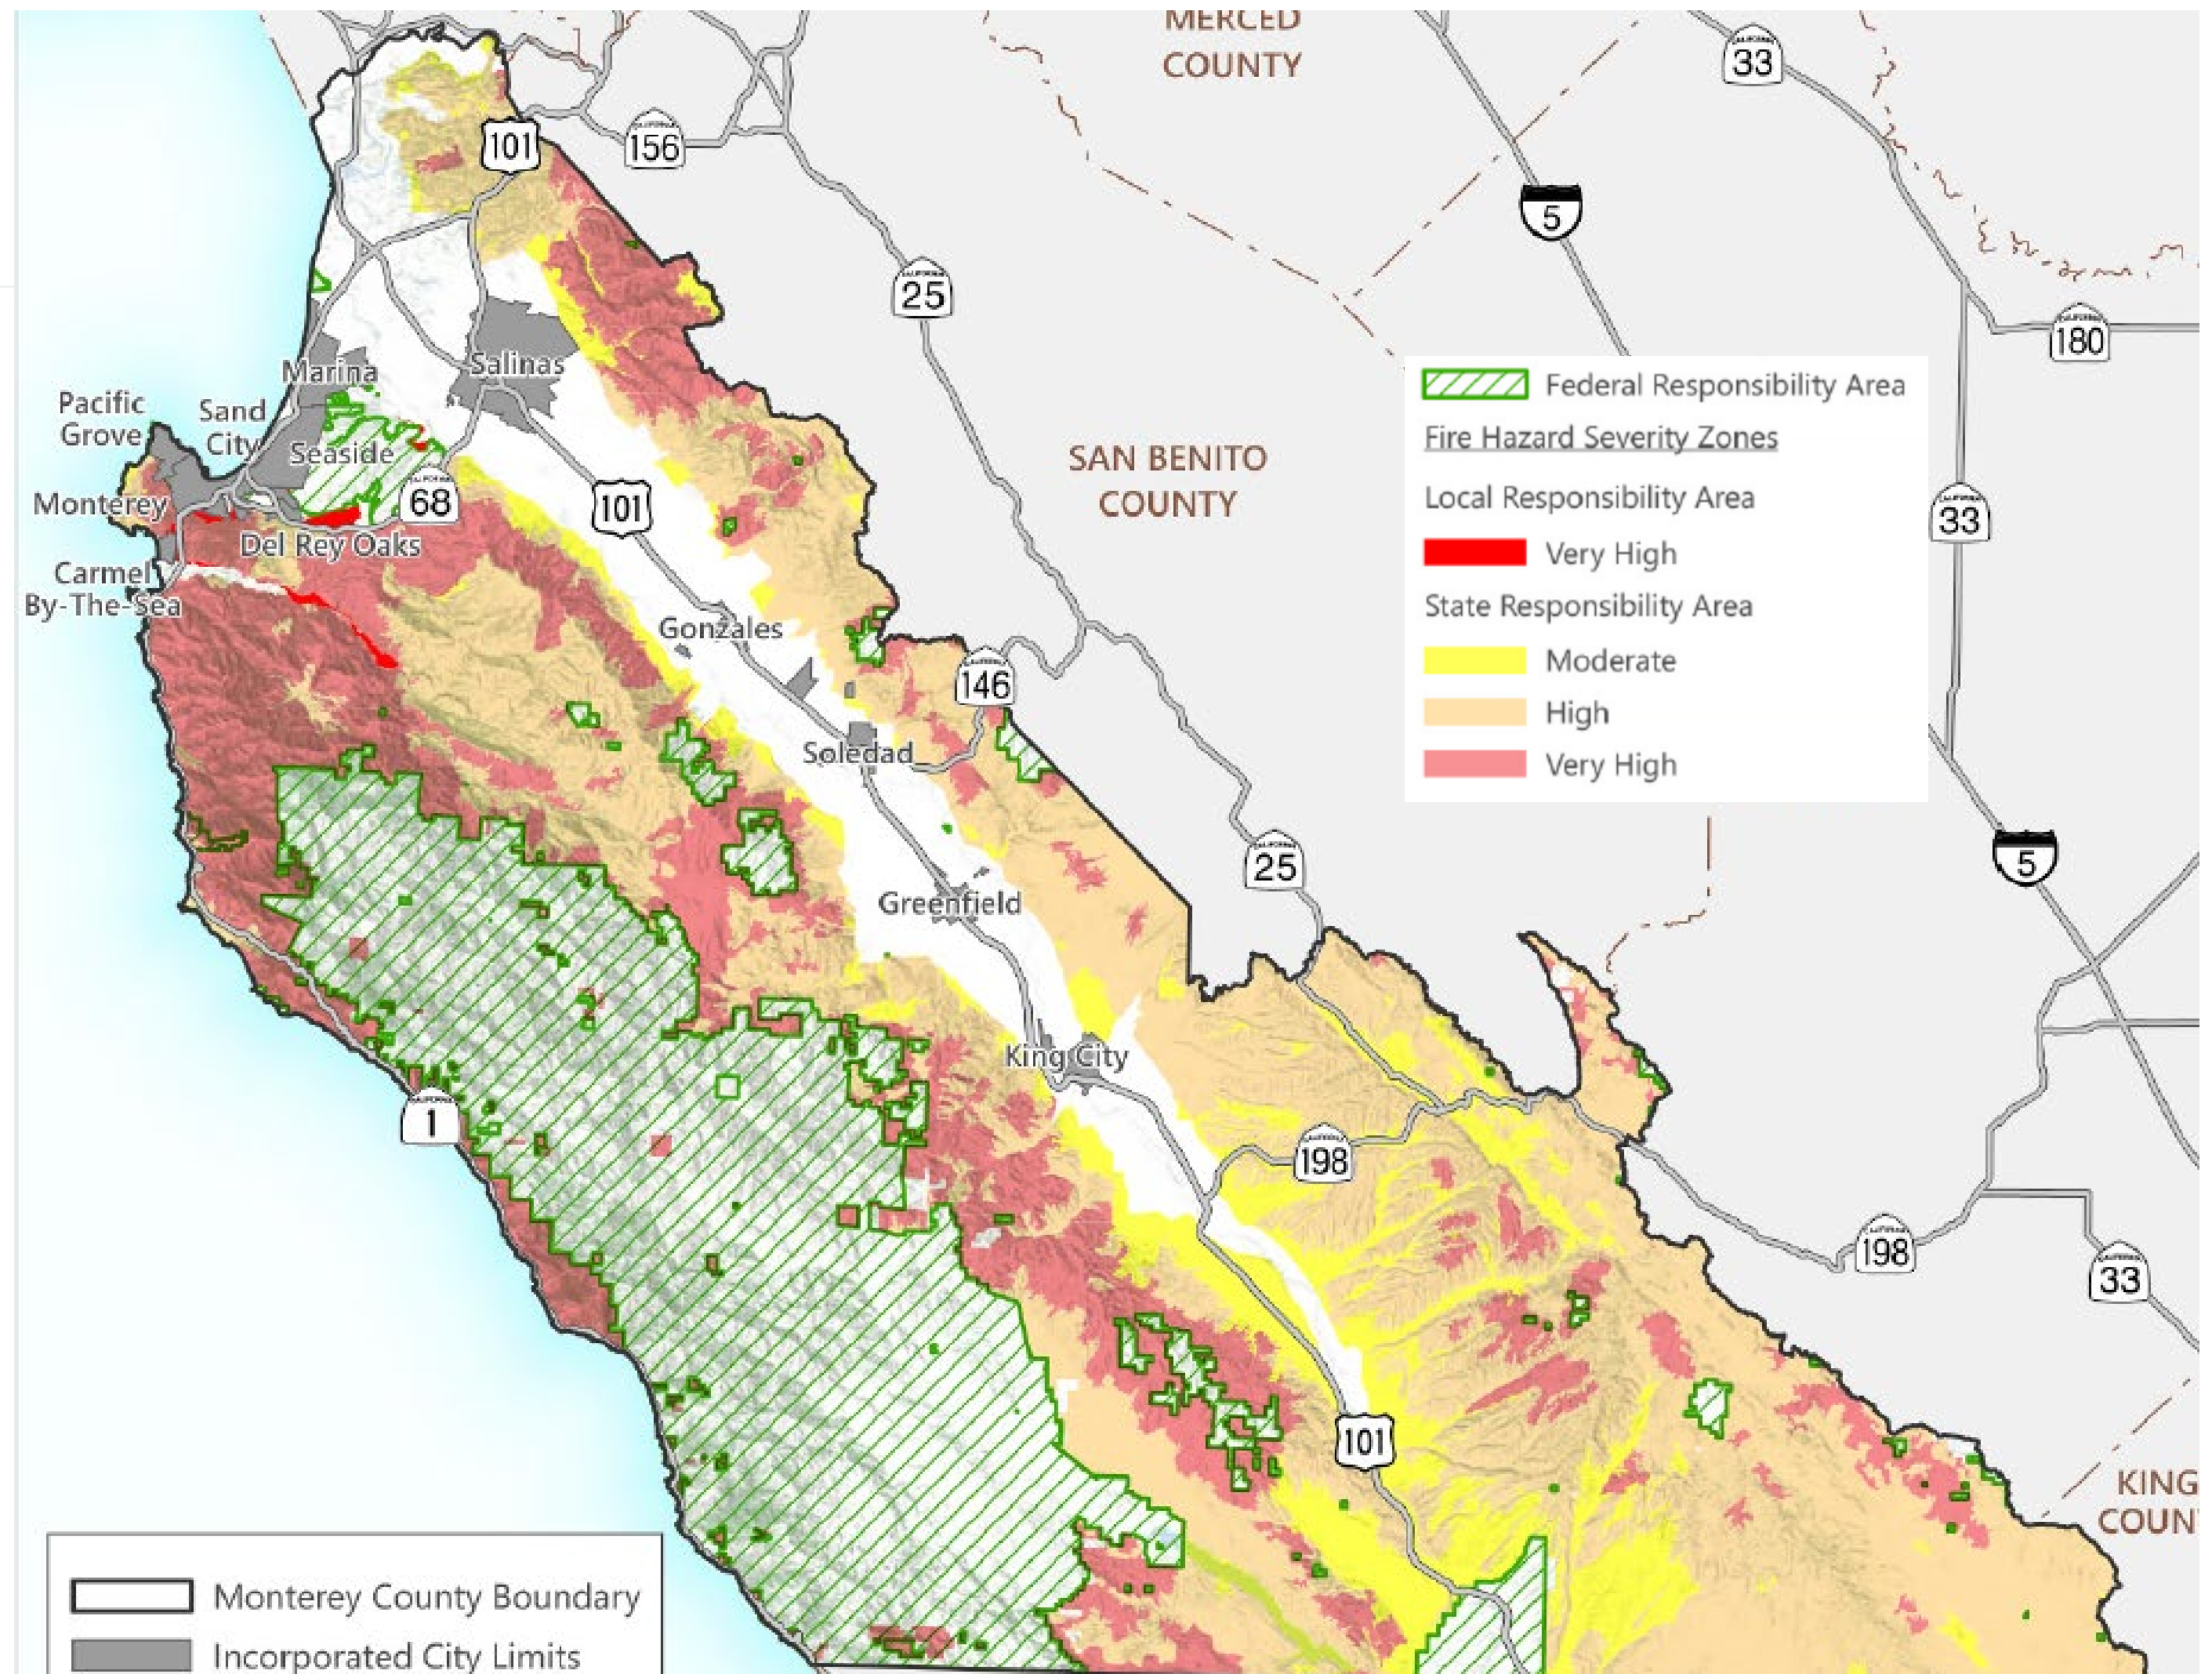 MERCED
COUNTY
33
101
156
5
25
180
Marina
Salinas
Pacific
Grove
Sand
City
Seaside
Monterey
68
101
Del Rey Oaks
Carmel
By-The-Sea
SAN BENITO
COUNTY
Federal Responsibility Area
Fire Hazard Severity Zones
Local Responsibility Area
Very High
State Responsibility Area
Moderate
High
Very High
33
Gonzales
146
Soledad
25
5
Greenfield
King City
1
198
198
33
101
KING
COUN
Monterey County Boundary
Incorporated City Limits